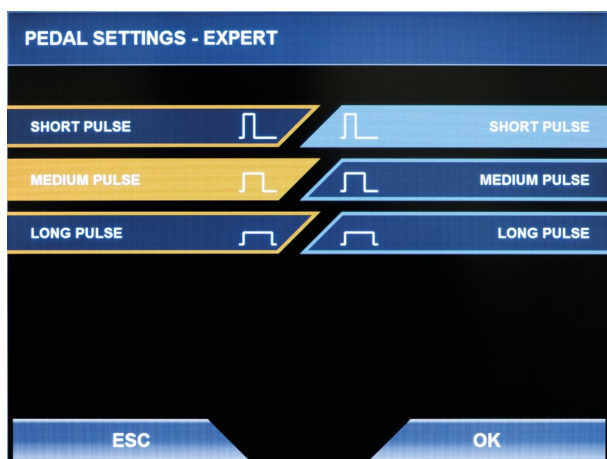 PEDAL SETTINGS - EXPERT
SHORT PULSE SHORT PULSE
MEDIUM PULSE MEDIUM PULSE
LONG PULSE LONG PULSE
ESC OK